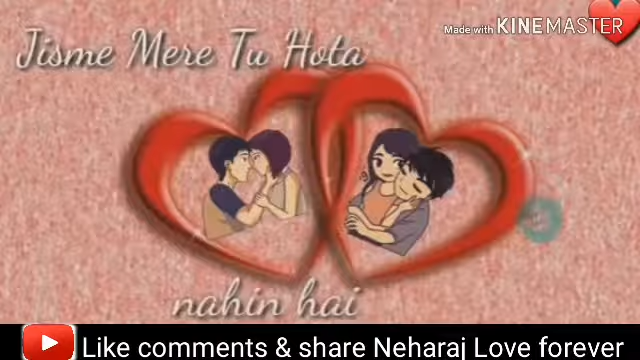 Made with KINEMASTER
Jisme Mere Tu Hota
nahin hai
Like comments & share Neharaj Love forever